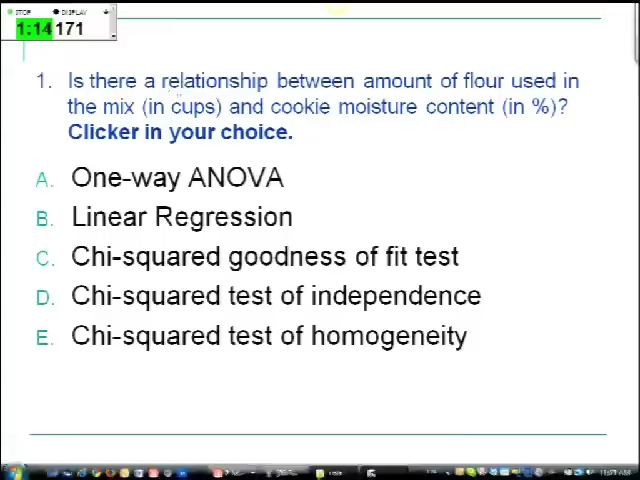 STOP DISPLAY
1:14 171
1. Is there a relationship between amount of flour used in
the mix (in cups) and cookie moisture content (in %)?
Clicker in your choice.
A. One-way ANOVA
B. Linear Regression
C. Chi-squared goodness of fit test
D. Chi-squared test of independence
E. Chi-squared test of homogeneity